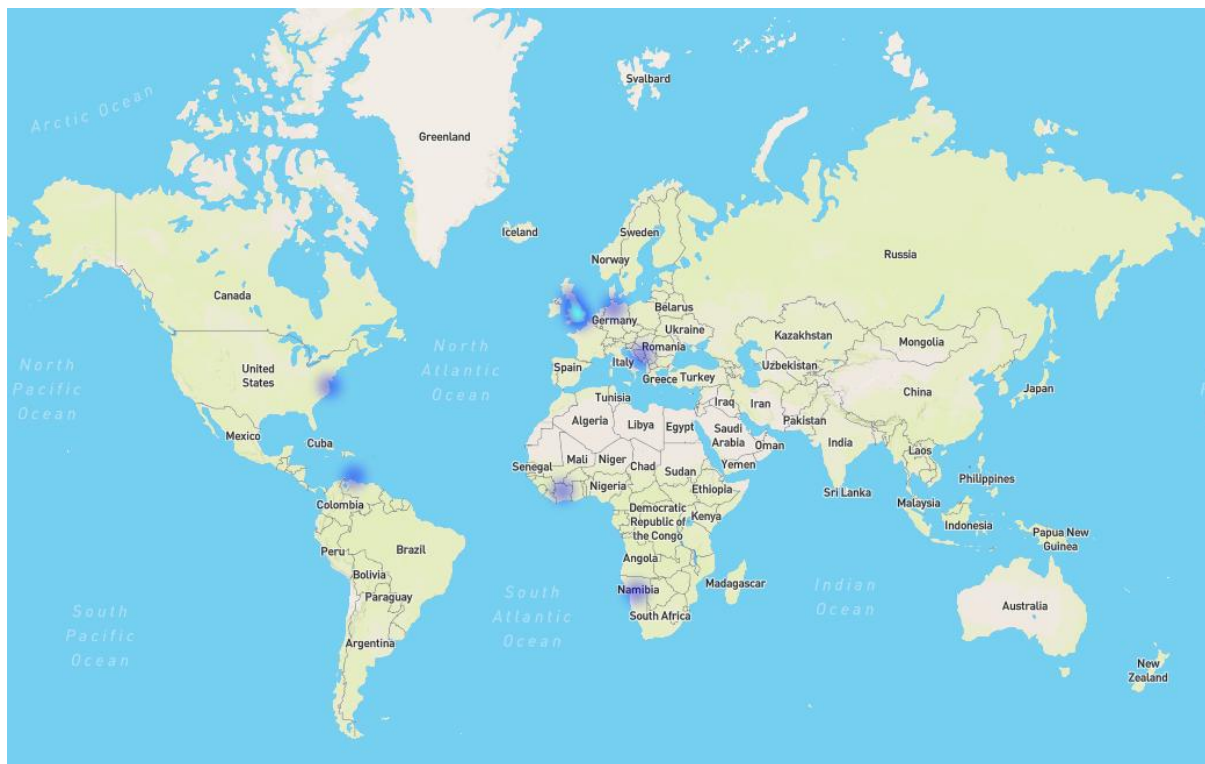 Svalbard
Arctic Ocean
Greenland
Iceland
Sweden
Norway
Russia
Canada
Belarus
Germany
Ukraine
Kazakhstan
Mongolia
North
Pacific
Ocean
North
Atlantic
Ocean
United
States
Romania
Italy
Spain
Uzbekistan
Greece
Turkey
China
Japan
Tunisia
Iraq
Iran
Pakistan
Algeria
Libya
Egypt
Saudi
Arabia
Oman
India
Mexico
Cuba
Laos
Mali
Niger
Chad
Sudan
Yemen
Senegal
Nigeria
Ethiopia
Philippines
Sri Lanka
Malaysia
Colombia
Democratic
Republic of
the Congo
Kenya
Indonesia
Papua New
Guinea
Peru
Brazil
Angola
Bolivia
Madagascar
Namibia
South
Atlantic
Ocean
Indian
Ocean
Paraguay
South Africa
Australia
South
Pacific
Ocean
Argentina
New
Zealand